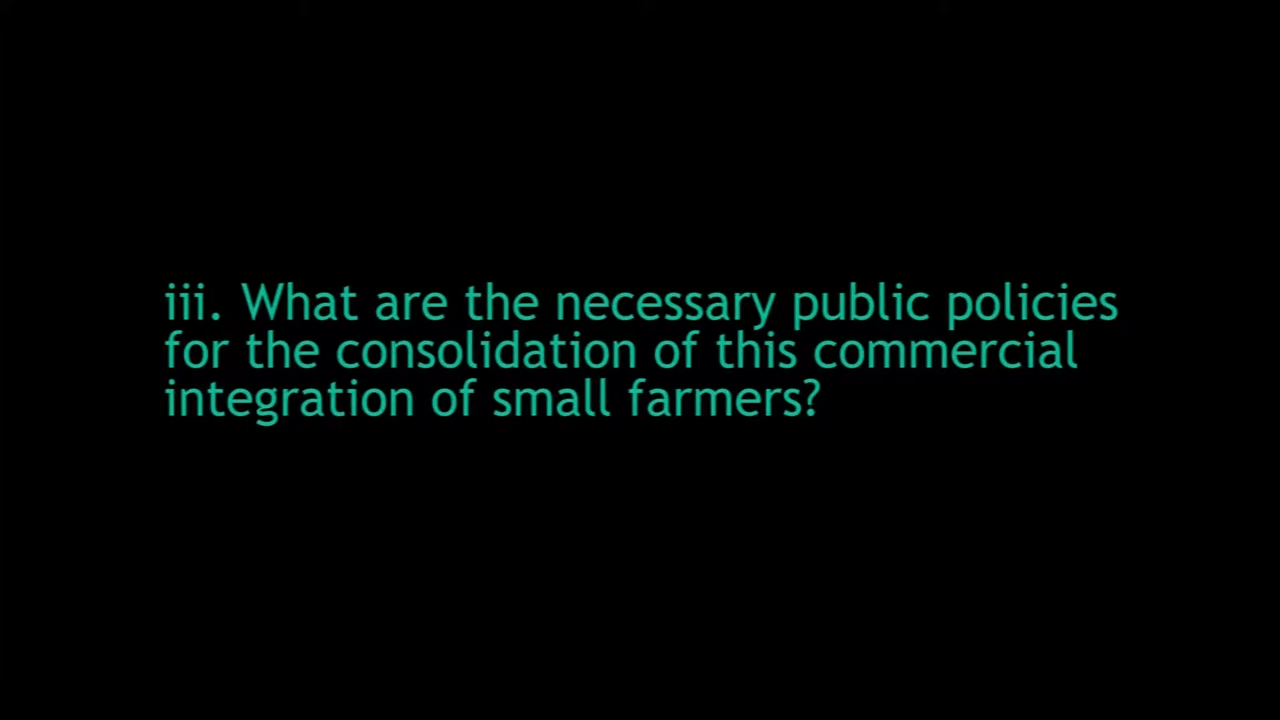 iii. What are the necessary public policies
for the consolidation of this commercial
integration of small farmers?